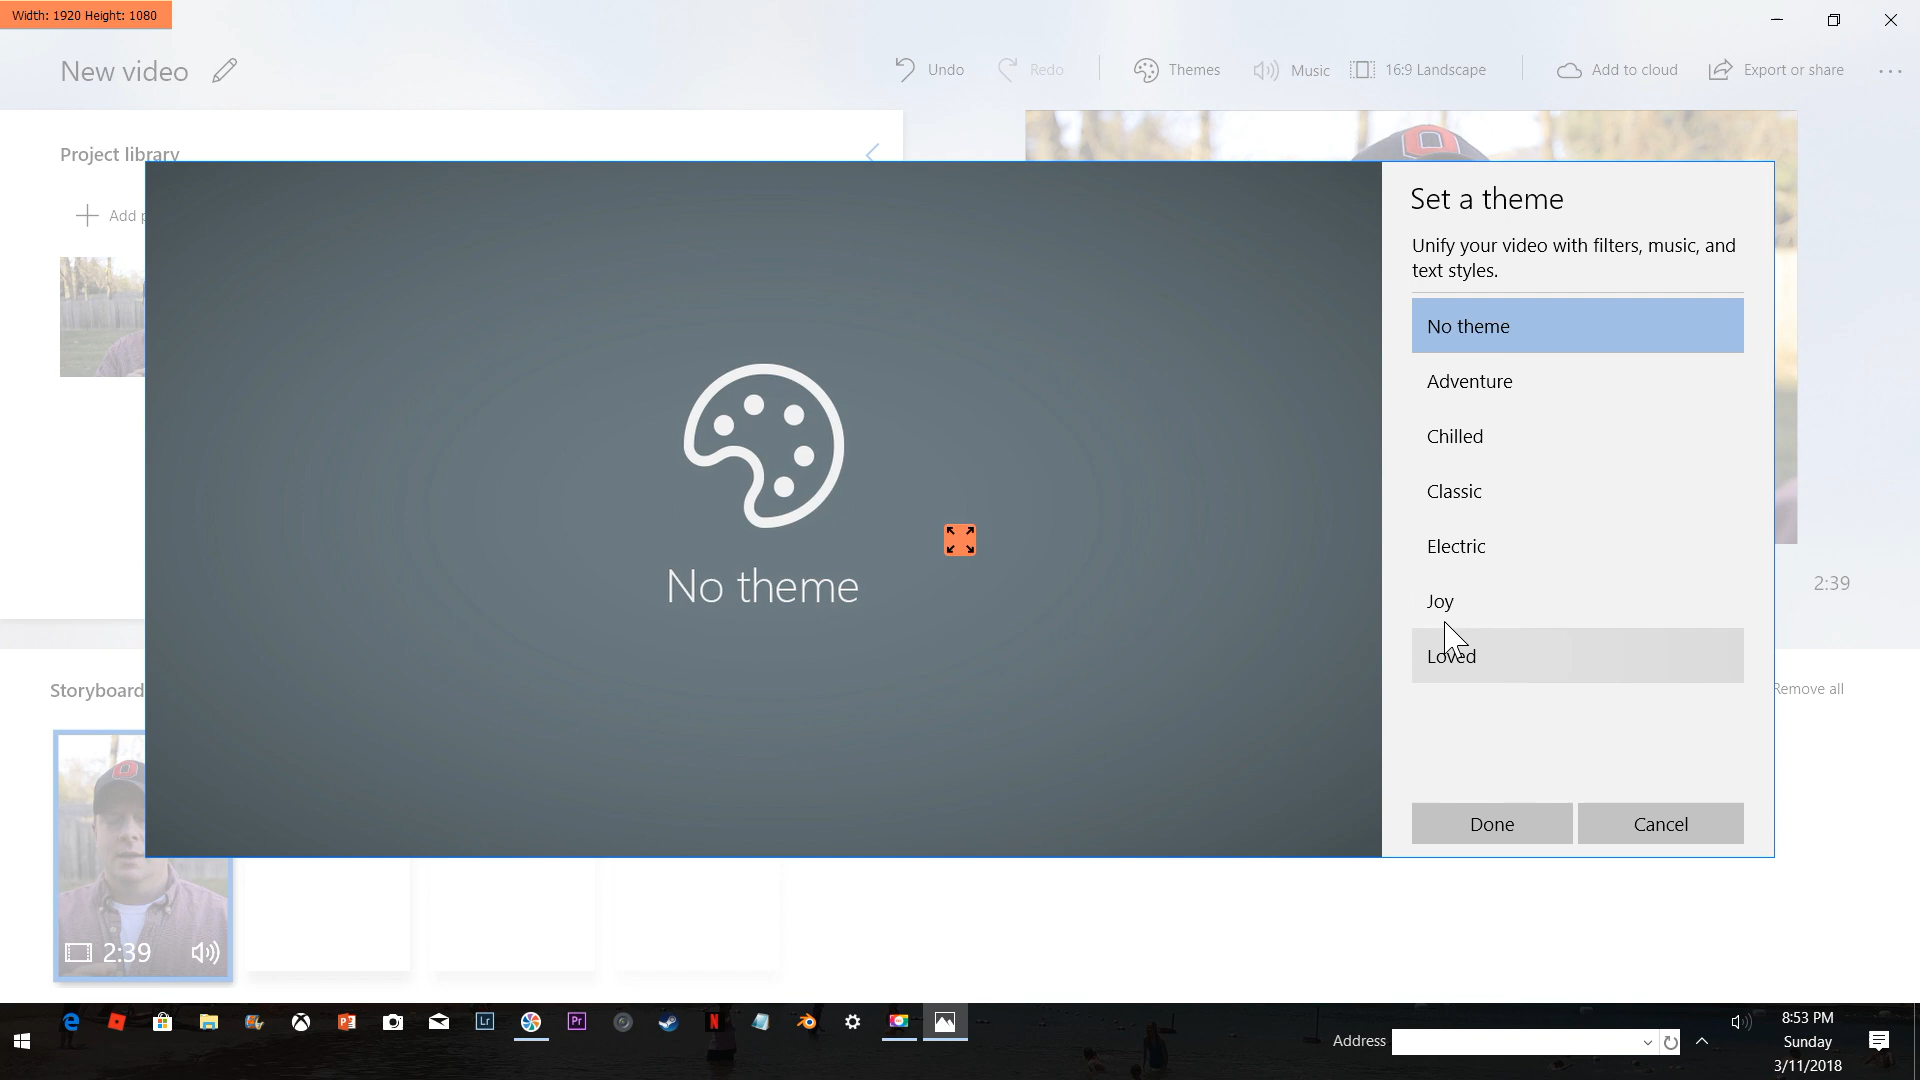 Width: 1920 Height: 1080
New video
Undo
Redo
Themes
Music
16:9 Landscape
Add to cloud
Export or share
Project library
Add p
Set a theme
Unify your video with filters, music, and
text styles.
No theme
Adventure
Chilled
Classic
Electric
Joy
Loved
Done
Cancel
No theme
2:39
Storyboard
Remove all
2:39
Lr
Pr
Address
8:53 PM
Sunday
3/11/2018